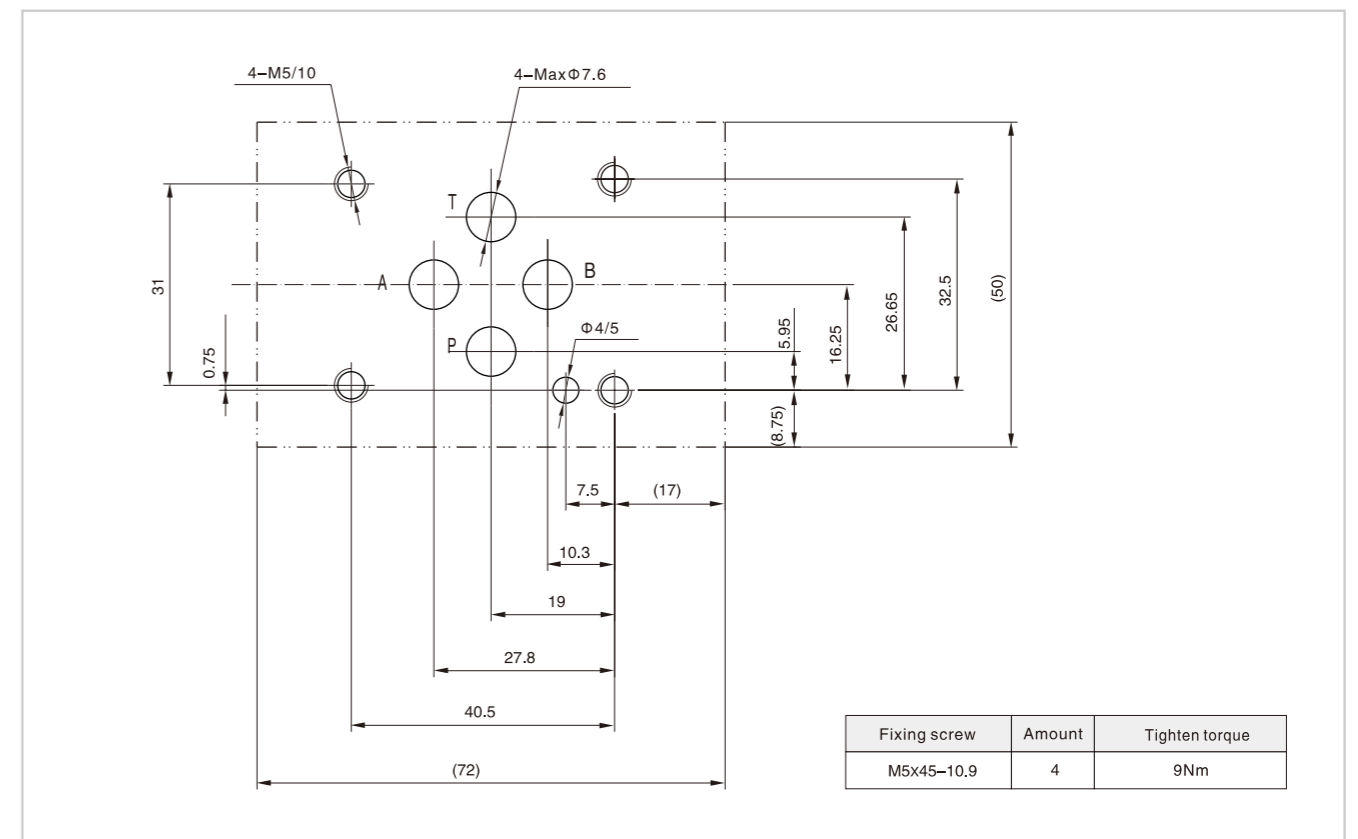 4–M5/10
4–MaxΦ7.6
T
A
B
P
Φ4/5
31
0.75
5.95
16.25
26.65
32.5
(50)
(8.75)
7.5
(17)
10.3
19
27.8
40.5
(72)
Fixing screw Amount Tighten torque
M5x45–10.9 4 9Nm